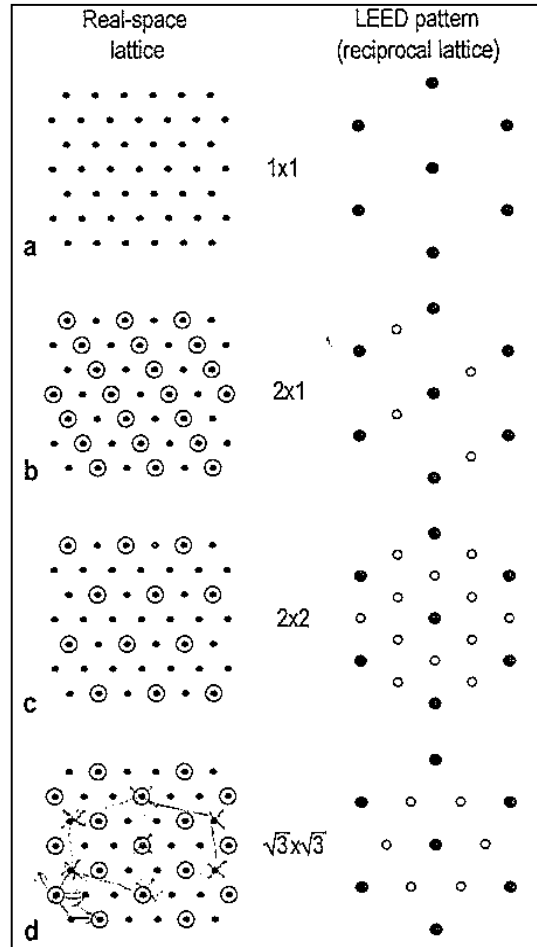 Real-space
lattice
LEED pattern
(reciprocal lattice)
1x1
a
2x1
b
2x2
c
√3x√3
d